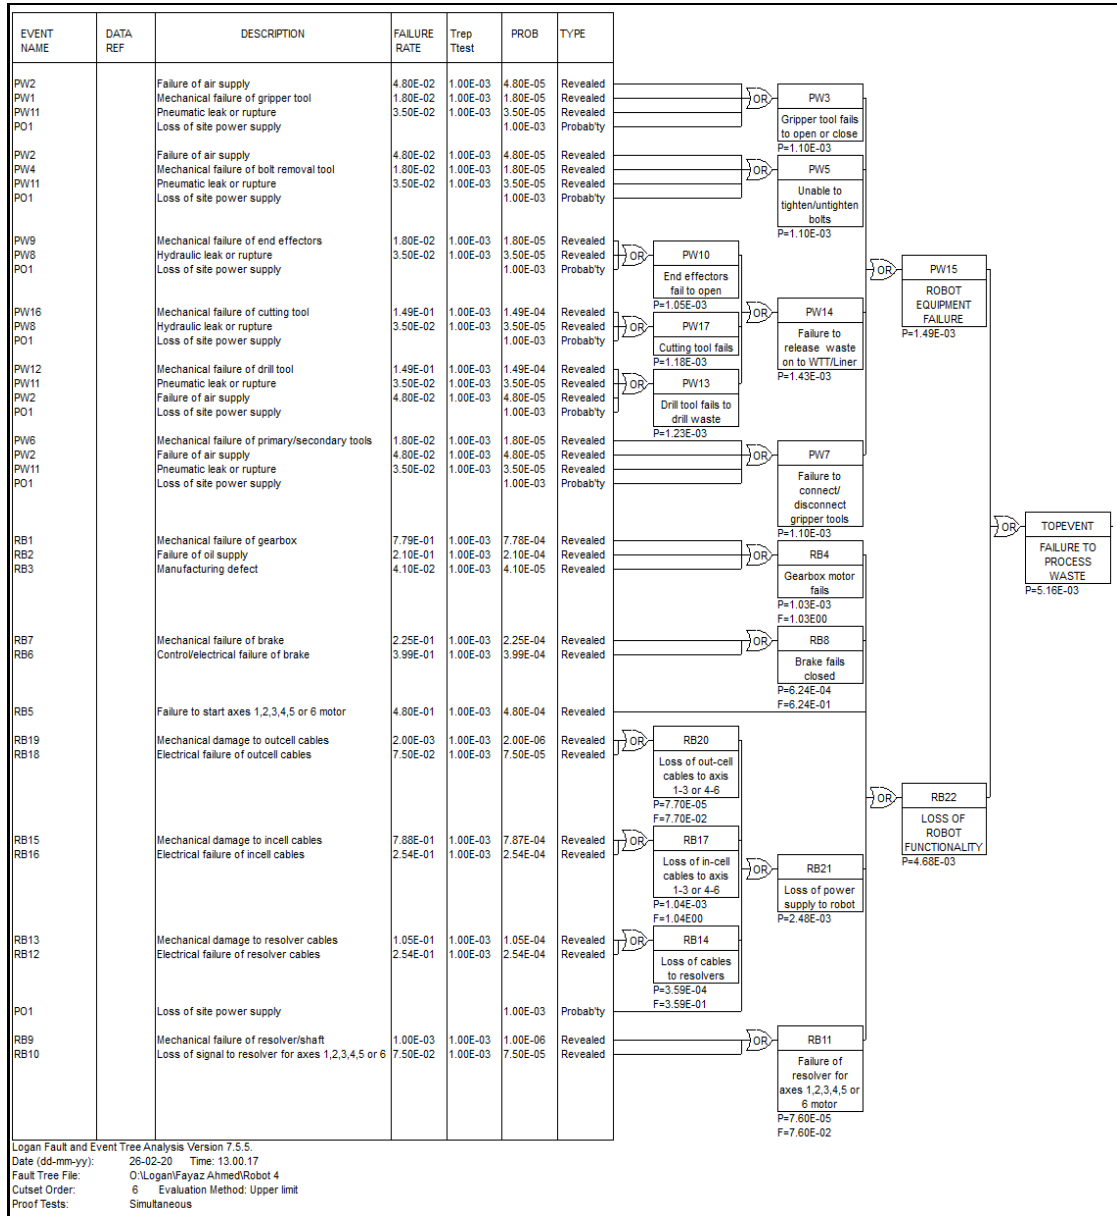 EVENT NAME DATA REF DESCRIPTION FAILURE RATE Trep Ttest PROB TYPE
PW2 Failure of air supply 4.80E-02 1.00E-03 4.80E-05 Revealed
PW1 Mechanical failure of gripper tool 1.80E-02 1.00E-03 1.80E-05 Revealed
PW11 Pneumatic leak or rupture 3.50E-02 1.00E-03 3.50E-05 Revealed
PO1 Loss of site power supply 1.00E-03 Probab'ty
OR
PW3
Gripper tool fails
to open or close
P=1.10E-03
PW2 Failure of air supply 4.80E-02 1.00E-03 4.80E-05 Revealed
PW4 Mechanical failure of bolt removal tool 1.80E-02 1.00E-03 1.80E-05 Revealed
PW11 Pneumatic leak or rupture 3.50E-02 1.00E-03 3.50E-05 Revealed
PO1 Loss of site power supply 1.00E-03 Probab'ty
OR
PW5
Unable to
tighten/untighten
bolts
P=1.10E-03
PW9 Mechanical failure of end effectors 1.80E-02 1.00E-03 1.80E-05 Revealed
PW8 Hydraulic leak or rupture 3.50E-02 1.00E-03 3.50E-05 Revealed
PO1 Loss of site power supply 1.00E-03 Probab'ty
OR
PW10
End effectors
fail to open
P=1.05E-03
OR
PW15
ROBOT
EQUIPMENT
FAILURE
P=1.49E-03
PW16 Mechanical failure of cutting tool 1.49E-01 1.00E-03 1.49E-04 Revealed
PW8 Hydraulic leak or rupture 3.50E-02 1.00E-03 3.50E-05 Revealed
PO1 Loss of site power supply 1.00E-03 Probab'ty
OR
PW17
Cutting tool fails
P=1.18E-03
OR
PW14
Failure to
release waste
on to WTT/Liner
P=1.43E-03
PW12 Mechanical failure of drill tool 1.49E-01 1.00E-03 1.49E-04 Revealed
PW11 Pneumatic leak or rupture 3.50E-02 1.00E-03 3.50E-05 Revealed
PW2 Failure of air supply 4.80E-02 1.00E-03 4.80E-05 Revealed
PO1 Loss of site power supply 1.00E-03 Probab'ty
OR
PW13
Drill tool fails to
drill waste
P=1.23E-03
PW6 Mechanical failure of primary/secondary tools 1.80E-02 1.00E-03 1.80E-05 Revealed
PW2 Failure of air supply 4.80E-02 1.00E-03 4.80E-05 Revealed
PW11 Pneumatic leak or rupture 3.50E-02 1.00E-03 3.50E-05 Revealed
PO1 Loss of site power supply 1.00E-03 Probab'ty
OR
PW7
Failure to
connect/
disconnect
gripper tools
P=1.10E-03
OR
TOPEVENT
FAILURE TO
PROCESS
WASTE
P=5.16E-03
RB1 Mechanical failure of gearbox 7.79E-01 1.00E-03 7.78E-04 Revealed
RB2 Failure of oil supply 2.10E-01 1.00E-03 2.10E-04 Revealed
RB3 Manufacturing defect 4.10E-02 1.00E-03 4.10E-05 Revealed
OR
RB4
Gearbox motor
fails
P=1.03E-03
F=1.03E00
RB7 Mechanical failure of brake 2.25E-01 1.00E-03 2.25E-04 Revealed
RB6 Control/electrical failure of brake 3.99E-01 1.00E-03 3.99E-04 Revealed
OR
RB8
Brake fails
closed
P=6.24E-04
F=6.24E-01
RB5 Failure to start axes 1,2,3,4,5 or 6 motor 4.80E-01 1.00E-03 4.80E-04 Revealed
RB19 Mechanical damage to outcell cables 2.00E-03 1.00E-03 2.00E-06 Revealed
RB18 Electrical failure of outcell cables 7.50E-02 1.00E-03 7.50E-05 Revealed
OR
RB20
Loss of out-cell
cables to axis
1-3 or 4-6
P=7.70E-05
F=7.70E-02
OR
RB22
LOSS OF
ROBOT
FUNCTIONALITY
P=4.68E-03
RB15 Mechanical damage to incell cables 7.88E-01 1.00E-03 7.87E-04 Revealed
RB16 Electrical failure of incell cables 2.54E-01 1.00E-03 2.54E-04 Revealed
OR
RB17
Loss of in-cell
cables to axis
1-3 or 4-6
P=1.04E-03
F=1.04E00
OR
RB21
Loss of power
supply to robot
P=2.48E-03
RB13 Mechanical damage to resolver cables 1.05E-01 1.00E-03 1.05E-04 Revealed
RB12 Electrical failure of resolver cables 2.54E-01 1.00E-03 2.54E-04 Revealed
OR
RB14
Loss of cables
to resolvers
P=3.59E-04
F=3.59E-01
PO1 Loss of site power supply 1.00E-03 Probab'ty
RB9 Mechanical failure of resolver/shaft 1.00E-03 1.00E-03 1.00E-06 Revealed
RB10 Loss of signal to resolver for axes 1,2,3,4,5 or 6 7.50E-02 1.00E-03 7.50E-05 Revealed
OR
RB11
Failure of
resolver for
axes 1,2,3,4,5 or
6 motor
P=7.60E-05
F=7.60E-02
Logan Fault and Event Tree Analysis Version 7.5.5.
Date (dd-mm-yy): 26-02-20 Time: 13.00.17
Fault Tree File: O:\Logan\Fayaz Ahmed\Robot 4
Cutset Order: 6 Evaluation Method: Upper limit
Proof Tests: Simultaneous